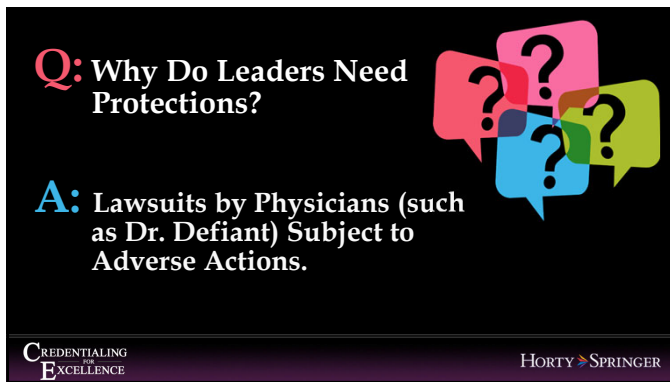 Q: Why Do Leaders Need
Protections?
? ? ? ?
A: Lawsuits by Physicians (such
as Dr. Defiant) Subject to
Adverse Actions.
CREDENTIALING
FOR
EXCELLENCE
HORTY SPRINGER